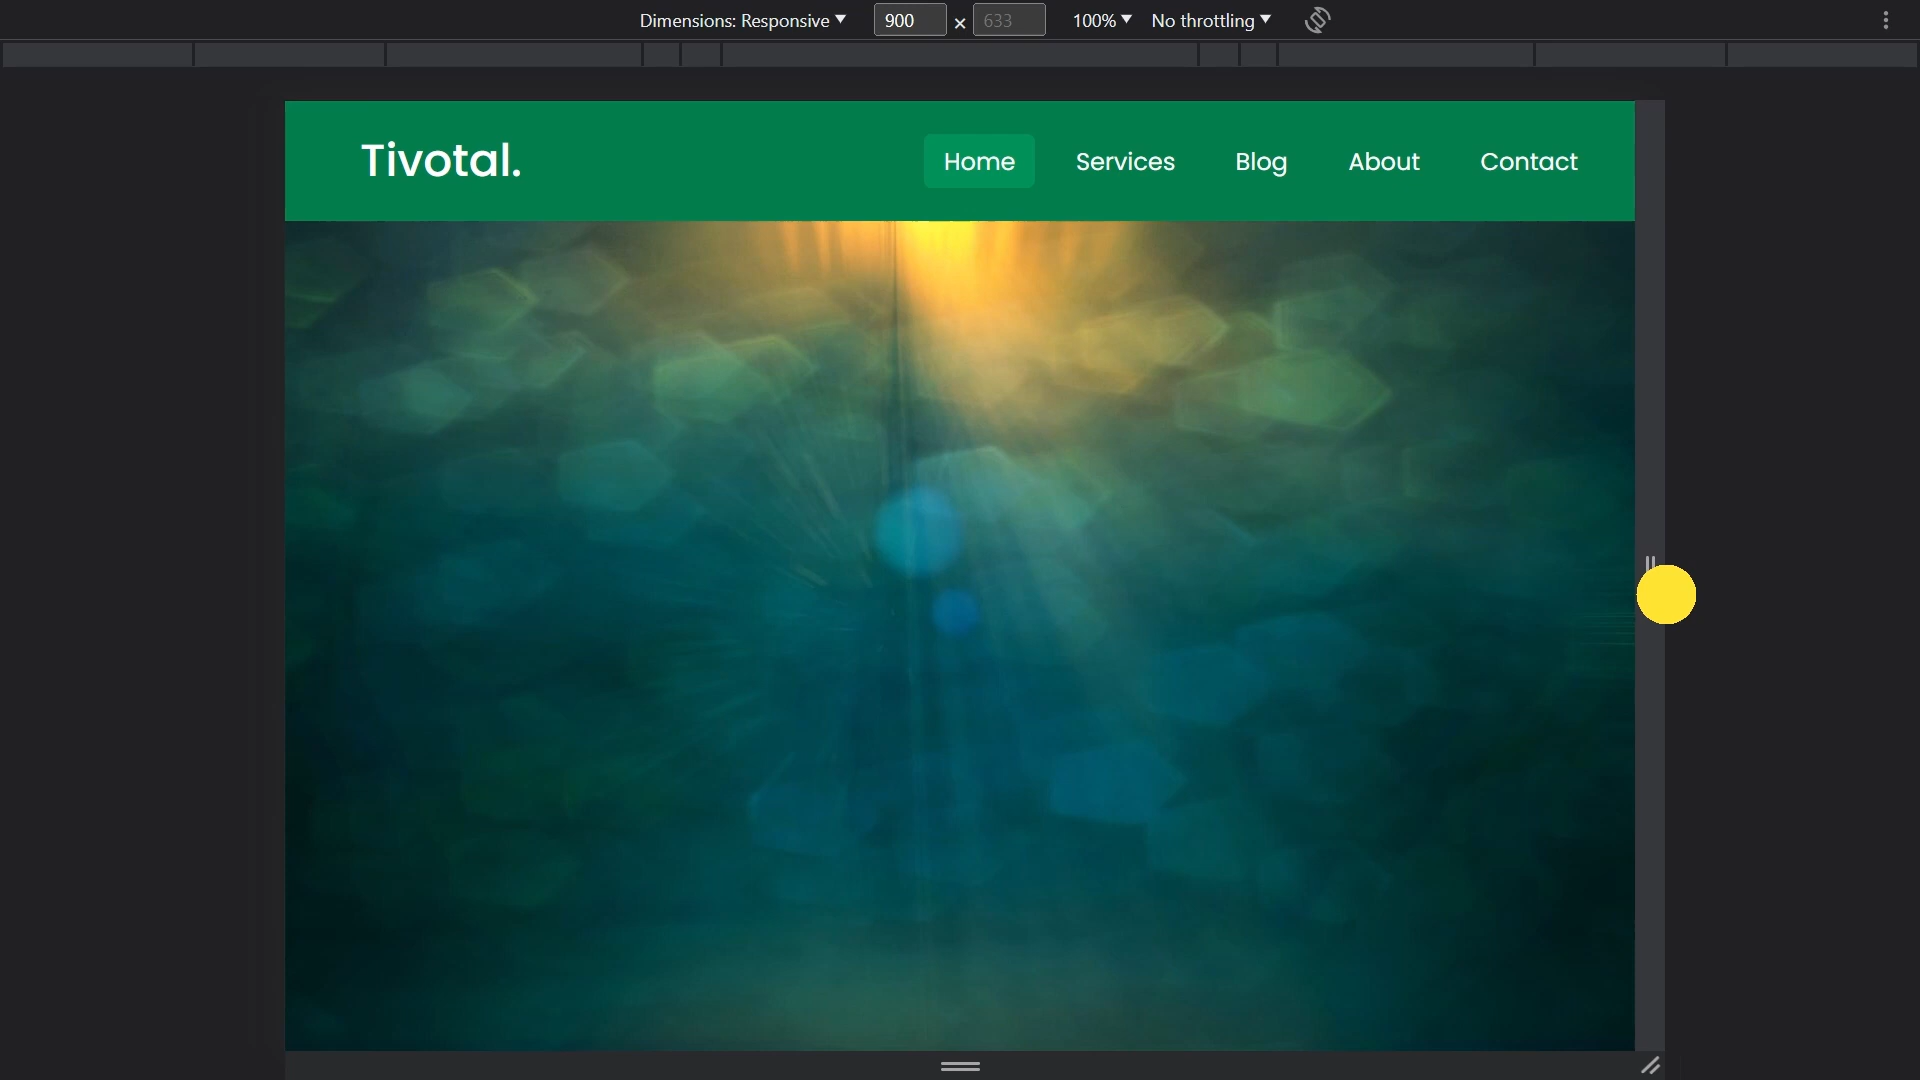 Dimensions: Responsive 900 × 633 100% No throttling
Tivotal. Home Services Blog About Contact